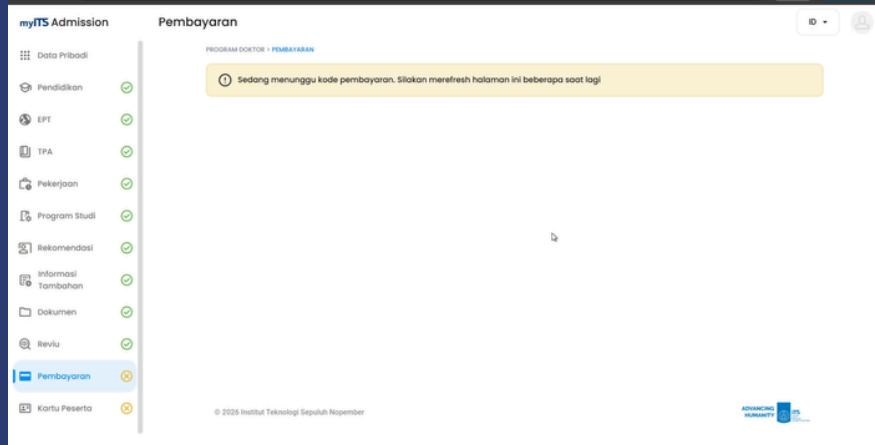 myITS Admission
Pembayaran
ID
Data Pribadi
PROGRAM DOKTOR > PEMBAYARAN
Sedang menunggu kode pembayaran. Silakan merefresh halaman ini beberapa saat lagi
Pendidikan
EPT
TPA
Pekerjaan
Program Studi
Rekomendasi
Informasi
Tambahan
Dokumen
Reviu
Pembayaran
Kartu Peserta
© 2026 Institut Teknologi Sepuluh Nopember
ADVANCING
HUMANITY
ITS